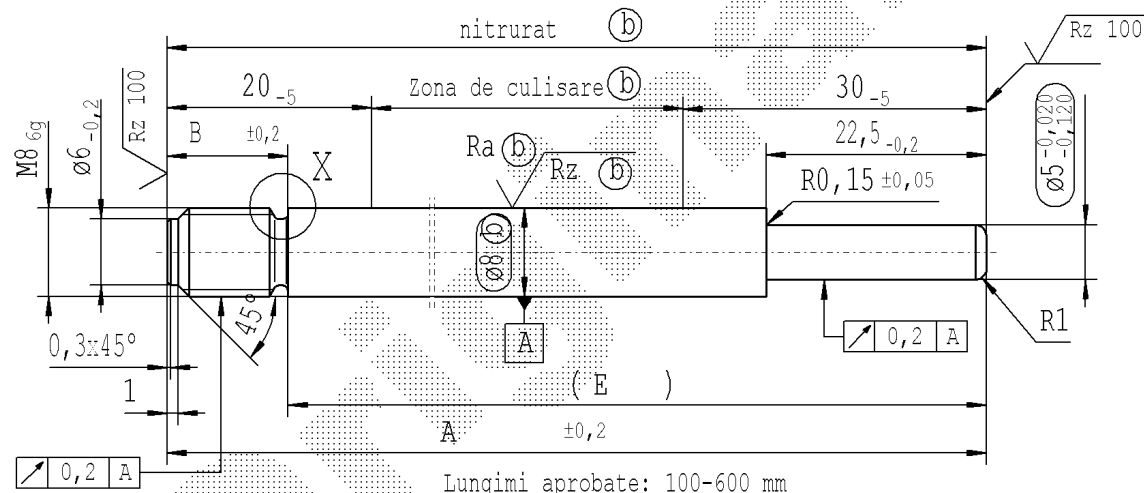 nitrurat b
Rz 100
Rz 100
20 -5
Zona de culisare b
30 -5
B ±0,2
22,5 -0,2
M8 6g
ø6 -0,2
X
Ra b
Rz b
R0,15 ±0,05
ø5 -0,020 -0,120
ø8 b
45°
0,3x45°
A
0,2 A
R1
1
( E )
A ±0,2
0,2 A
Lungimi aprobate: 100-600 mm